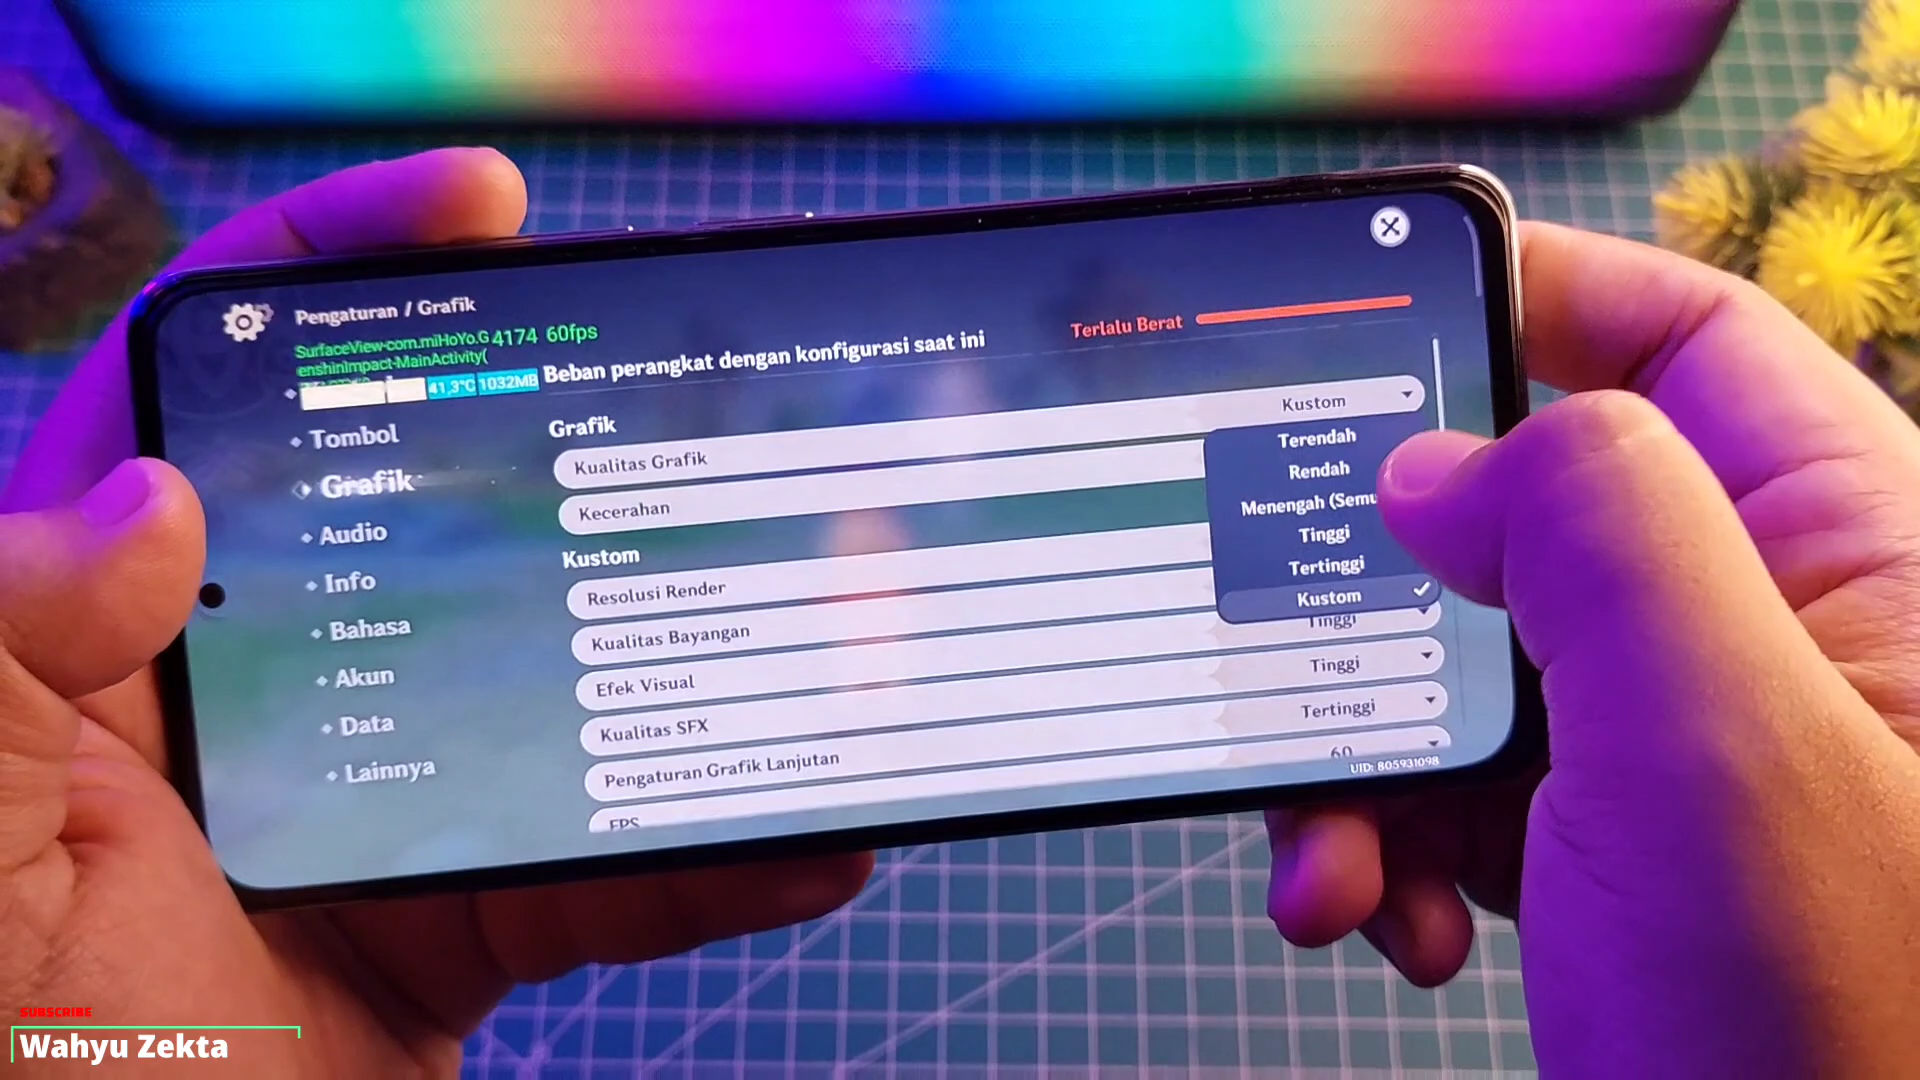 Pengaturan / Grafik
SurfaceView-com.miHoYo.G 4174 60fps
enshinImpact-MainActivity(
41,3°C 1032MB
Beban perangkat dengan konfigurasi saat ini
Terlalu Berat
Tombol
Grafik
Audio
Info
Bahasa
Akun
Data
Lainnya
Grafik
Kualitas Grafik
Kustom
Kecerahan
Kustom
Resolusi Render
Kualitas Bayangan
Efek Visual
Kualitas SFX
Pengaturan Grafik Lanjutan
FPS
Terendah
Rendah
Menengah (Semu
Tinggi
Tertinggi
Kustom
Tinggi
Tinggi
Tertinggi
60
UID: 805931098
SUBSCRIBE
Wahyu Zekta